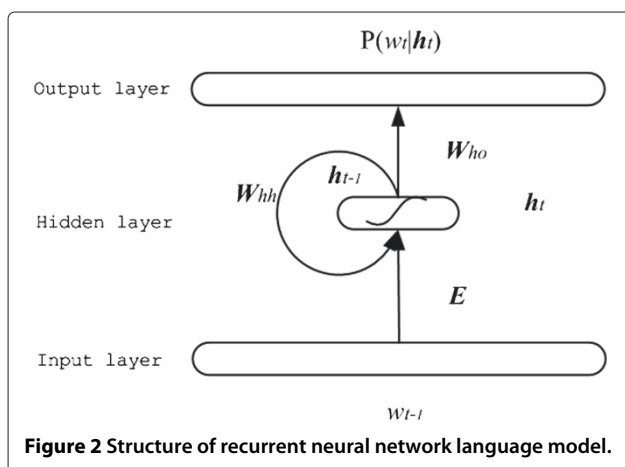 P(wt|ht)
Output layer
Who
Whh
ht-1
Hidden layer
ht
E
Input layer
wt-1
Figure 2 Structure of recurrent neural network language model.